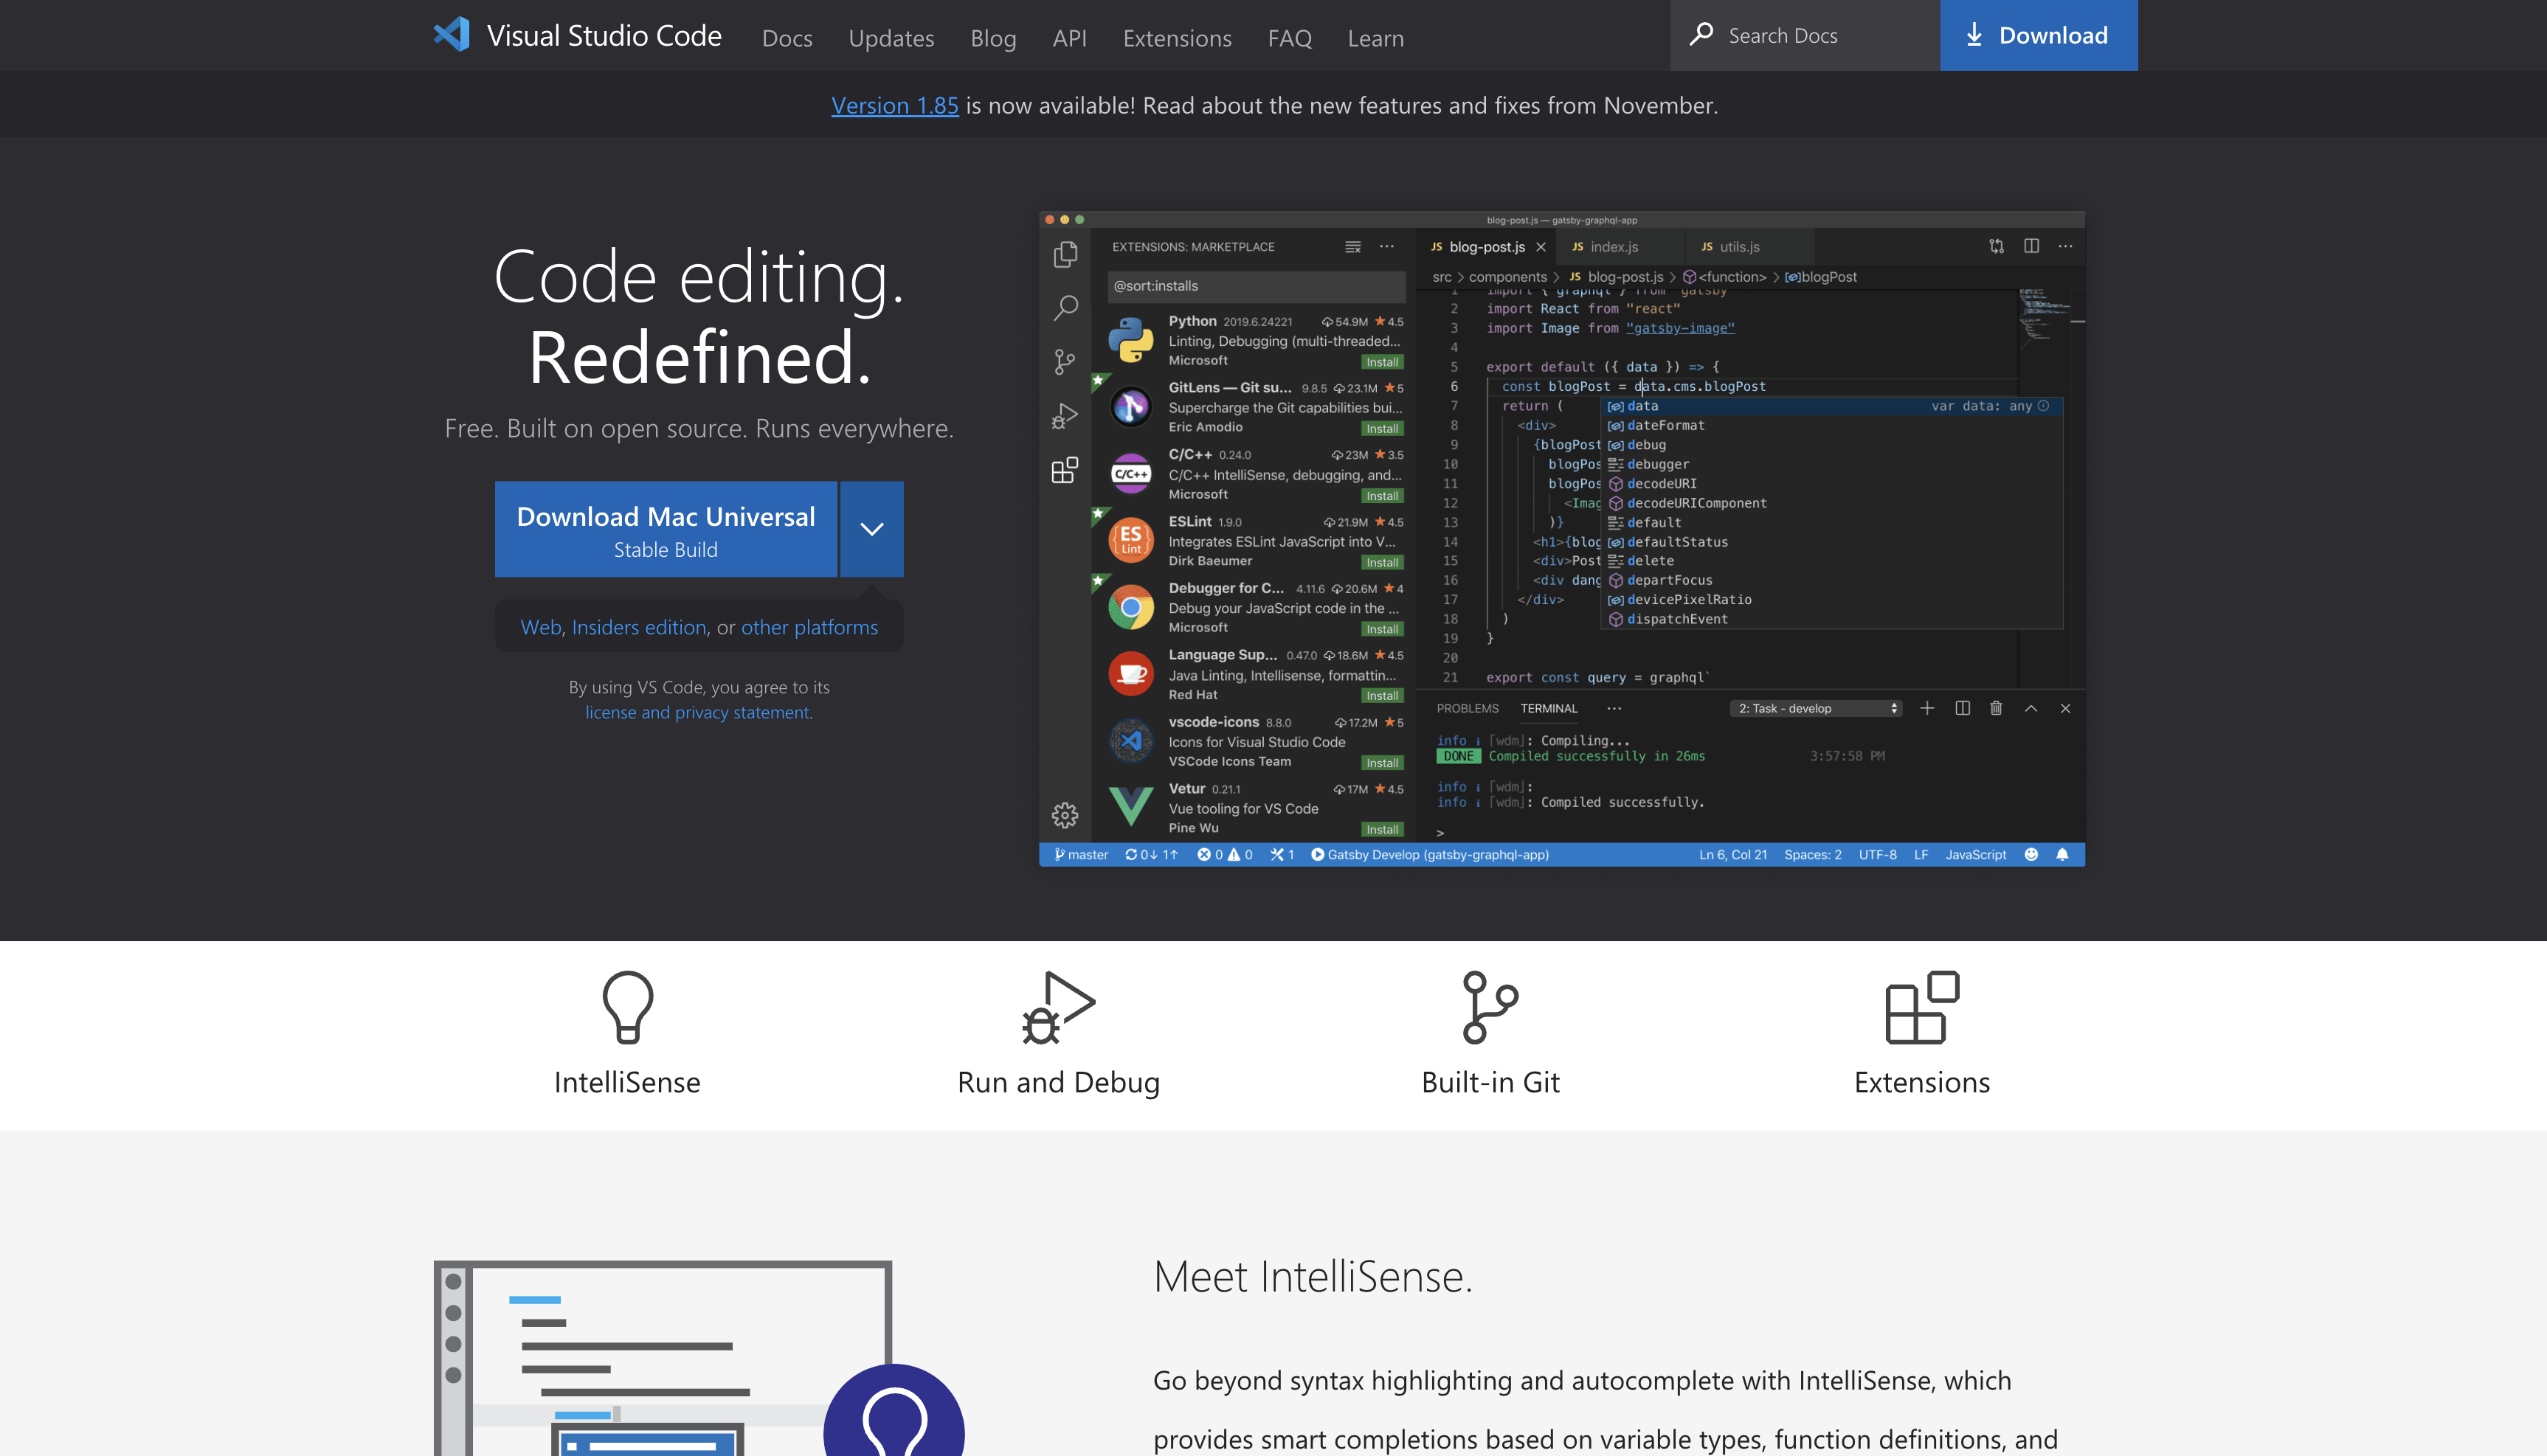 Visual Studio Code
Docs
Updates
Blog
API
Extensions
FAQ
Learn
Search Docs
Download
Version 1.85 is now available! Read about the new features and fixes from November.
Code editing.
Redefined.
Free. Built on open source. Runs everywhere.
Download Mac Universal
Stable Build
Web, Insiders edition, or other platforms
By using VS Code, you agree to its
license and privacy statement.
blog-post.js — gatsby-graphql-app
EXTENSIONS: MARKETPLACE
@sort:installs
Python 2019.6.24221 54.9M 4.5
Linting, Debugging (multi-threaded...
Microsoft
Install
GitLens — Git su... 9.8.5 23.1M 5
Supercharge the Git capabilities bui...
Eric Amodio
Install
C/C++
C/C++ 0.24.0 23M 3.5
C/C++ IntelliSense, debugging, and...
Microsoft
Install
ES
Lint
ESLint 1.9.0 21.9M 4.5
Integrates ESLint JavaScript into V...
Dirk Baeumer
Install
Debugger for C... 4.11.6 20.6M 4
Debug your JavaScript code in the ...
Microsoft
Install
Language Sup... 0.47.0 18.6M 4.5
Java Linting, Intellisense, formattin...
Red Hat
Install
vscode-icons 8.8.0 17.2M 5
Icons for Visual Studio Code
VSCode Icons Team
Install
Vetur 0.21.1 17M 4.5
Vue tooling for VS Code
Pine Wu
Install
JS blog-post.js
JS index.js
JS utils.js
src > components > JS blog-post.js > <function> > blogPost
1 import { graphql } from "gatsby"
2 import React from "react"
3 import Image from "gatsby-image"
4
5 export default ({ data }) => {
6 const blogPost = data.cms.blogPost
7 return (
8 <div>
9 {blogPost
10 blogPos
11 blogPos
12 <Imag
13 )}
14 <h1>{blog
15 <div>Post
16 <div dang
17 </div>
18 )
19 }
20
21 export const query = graphql`
data var data: any
dateFormat
debug
debugger
decodeURI
decodeURIComponent
default
defaultStatus
delete
departFocus
devicePixelRatio
dispatchEvent
PROBLEMS
TERMINAL
···
2: Task - develop
info i ｢wdm｣: Compiling...
DONE Compiled successfully in 26ms 3:57:58 PM
info i ｢wdm｣:
info i ｢wdm｣: Compiled successfully.
>
master 0↓ 1↑ 0 0 1 Gatsby Develop (gatsby-graphql-app)
Ln 6, Col 21 Spaces: 2 UTF-8 LF JavaScript
IntelliSense
Run and Debug
Built-in Git
Extensions
Meet IntelliSense.
Go beyond syntax highlighting and autocomplete with IntelliSense, which
provides smart completions based on variable types, function definitions, and